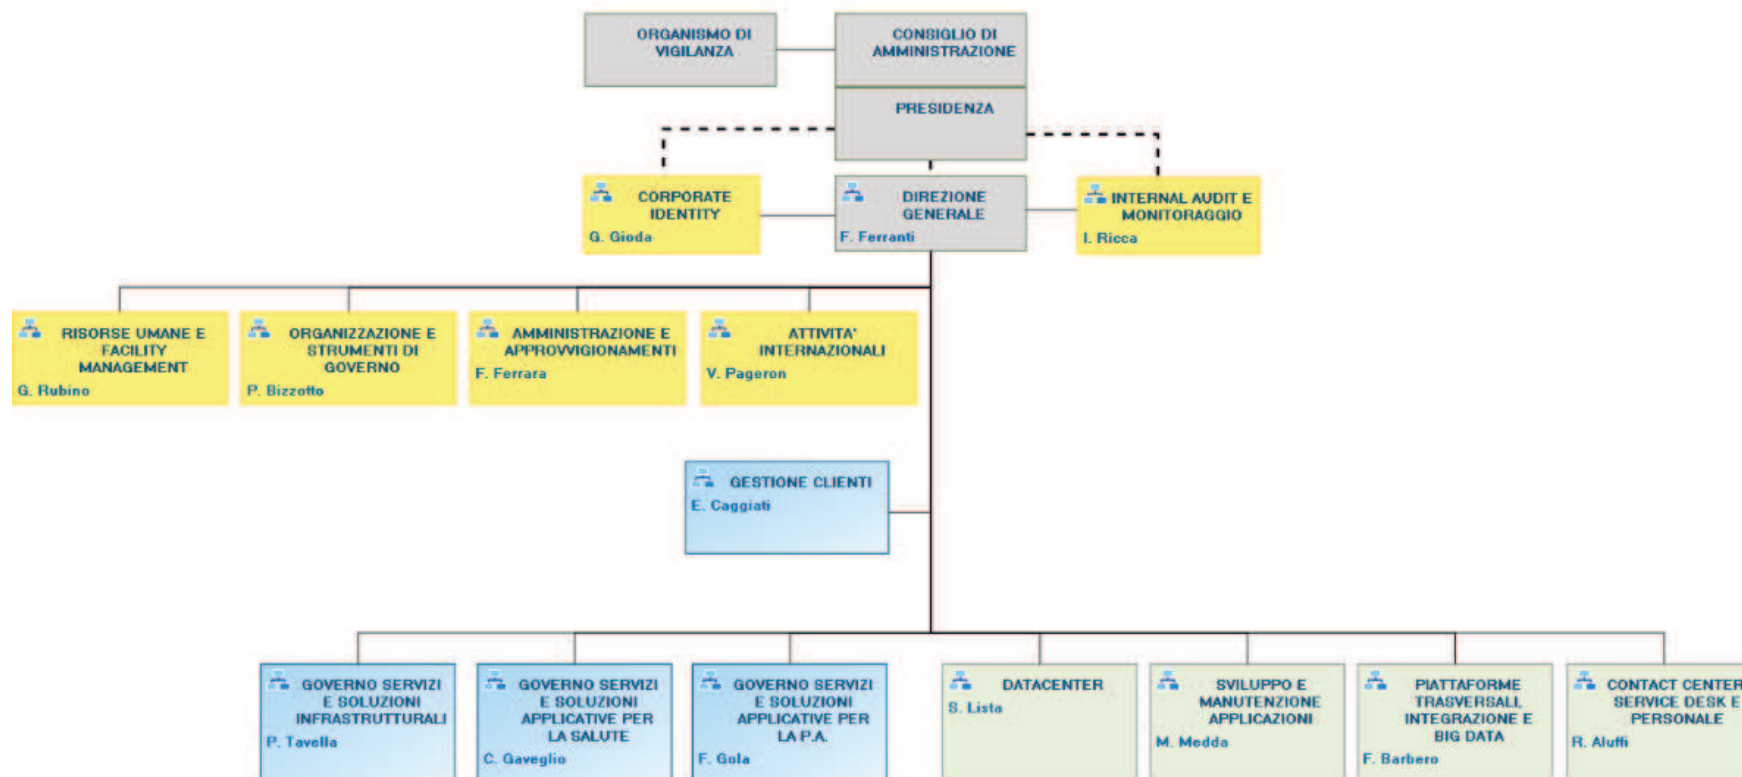 ORGANISMO DI
VIGILANZA
CONSIGLIO DI
AMMINISTRAZIONE
PRESIDENZA
CORPORATE
IDENTITY
G. Gioda
DIREZIONE
GENERALE
F. Ferranti
INTERNAL AUDIT E
MONITORAGGIO
I. Ricca
RISORSE UMANE E
FACILITY
MANAGEMENT
G. Rubino
ORGANIZZAZIONE E
STRUMENTI DI
GOVERNO
P. Bizzotto
AMMINISTRAZIONE E
APPROVVIGIONAMENTI
F. Ferrara
ATTIVITA'
INTERNAZIONALI
V. Pageron
GESTIONE CLIENTI
E. Caggiati
GOVERNO SERVIZI
E SOLUZIONI
INFRASTRUTTURALI
P. Tavella
GOVERNO SERVIZI
E SOLUZIONI
APPLICATIVE PER
LA SALUTE
C. Gaveglio
GOVERNO SERVIZI
E SOLUZIONI
APPLICATIVE PER
LA P.A.
F. Gola
DATACENTER
S. Lista
SVILUPPO E
MANUTENZIONE
APPLICAZIONI
M. Medda
PIATTAFORME
TRASVERSALI,
INTEGRAZIONE E
BIG DATA
F. Barbero
CONTACT CENTER
SERVICE DESK E
PERSONALE
R. Aluffi